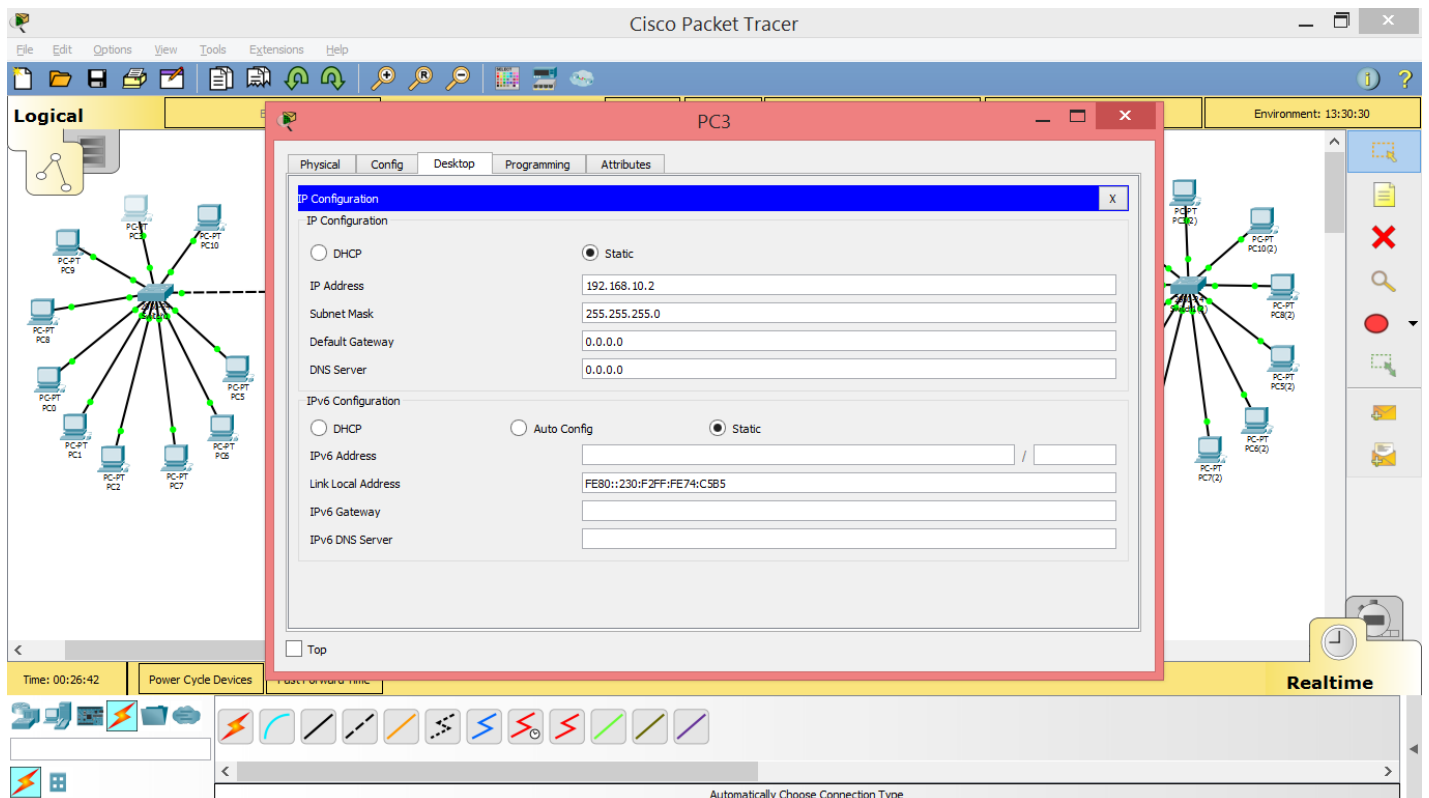 Cisco Packet Tracer
File Edit Options View Tools Extensions Help
Logical
Environment: 13:30:30
PC3
Physical Config Desktop Programming Attributes
IP Configuration X
IP Configuration
DHCP Static
IP Address 192.168.10.2
Subnet Mask 255.255.255.0
Default Gateway 0.0.0.0
DNS Server 0.0.0.0
IPv6 Configuration
DHCP Auto Config Static
IPv6 Address /
Link Local Address FE80::230:F2FF:FE74:C5B5
IPv6 Gateway
IPv6 DNS Server
Top
PC-PT
PC10
PC-PT
PC9
PC-PT
PC8
PC-PT
PC5
PC-PT
PC0
PC-PT
PC1
PC-PT
PC6
PC-PT
PC2
PC-PT
PC7
PC-PT
PC10(2)
PC-PT
PC8(2)
PC-PT
PC5(2)
PC-PT
PC6(2)
PC-PT
PC7(2)
Time: 00:26:42 Power Cycle Devices
Realtime
Automatically Choose Connection Type